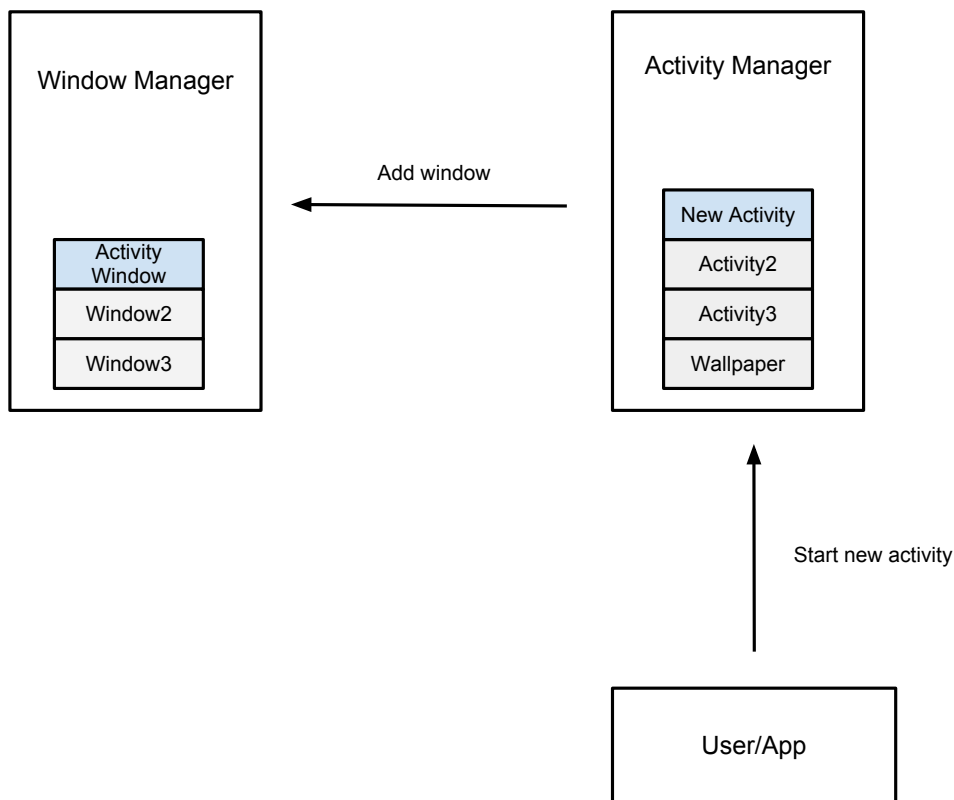 Window Manager
Activity Manager
Add window
New Activity
Activity2
Activity3
Wallpaper
Activity
Window
Window2
Window3
Start new activity
User/App